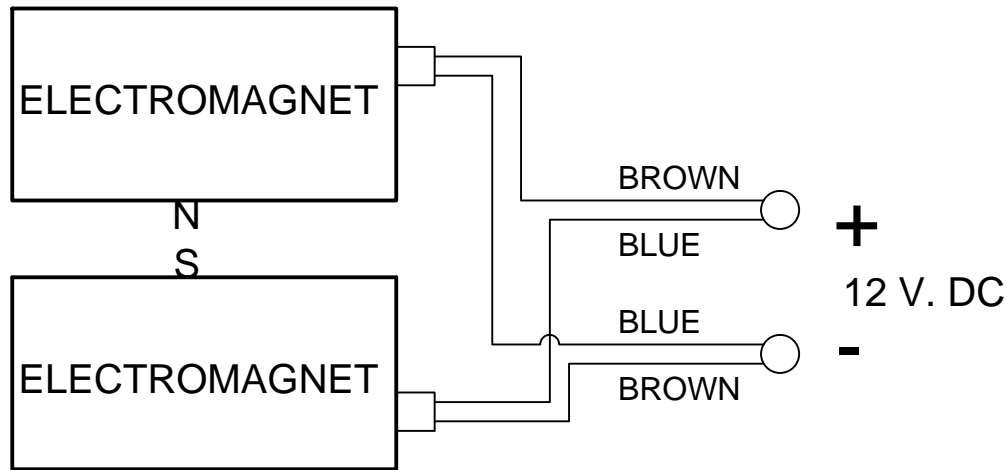 ELECTROMAGNET
N
S
ELECTROMAGNET
BROWN
BLUE
BLUE
BROWN
+
12 V. DC
-